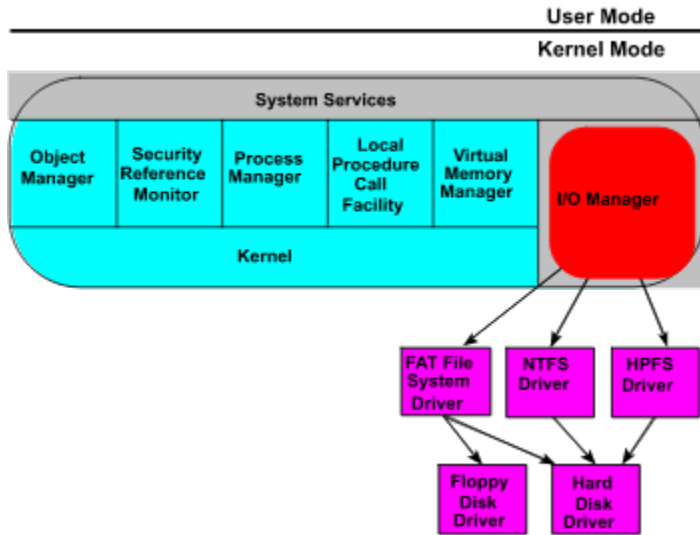 User Mode
Kernel Mode
System Services
Object
Manager
Security
Reference
Monitor
Process
Manager
Local
Procedure
Call
Facility
Virtual
Memory
Manager
I/O Manager
Kernel
FAT File
System
Driver
NTFS
Driver
HPFS
Driver
Floppy
Disk
Driver
Hard
Disk
Driver